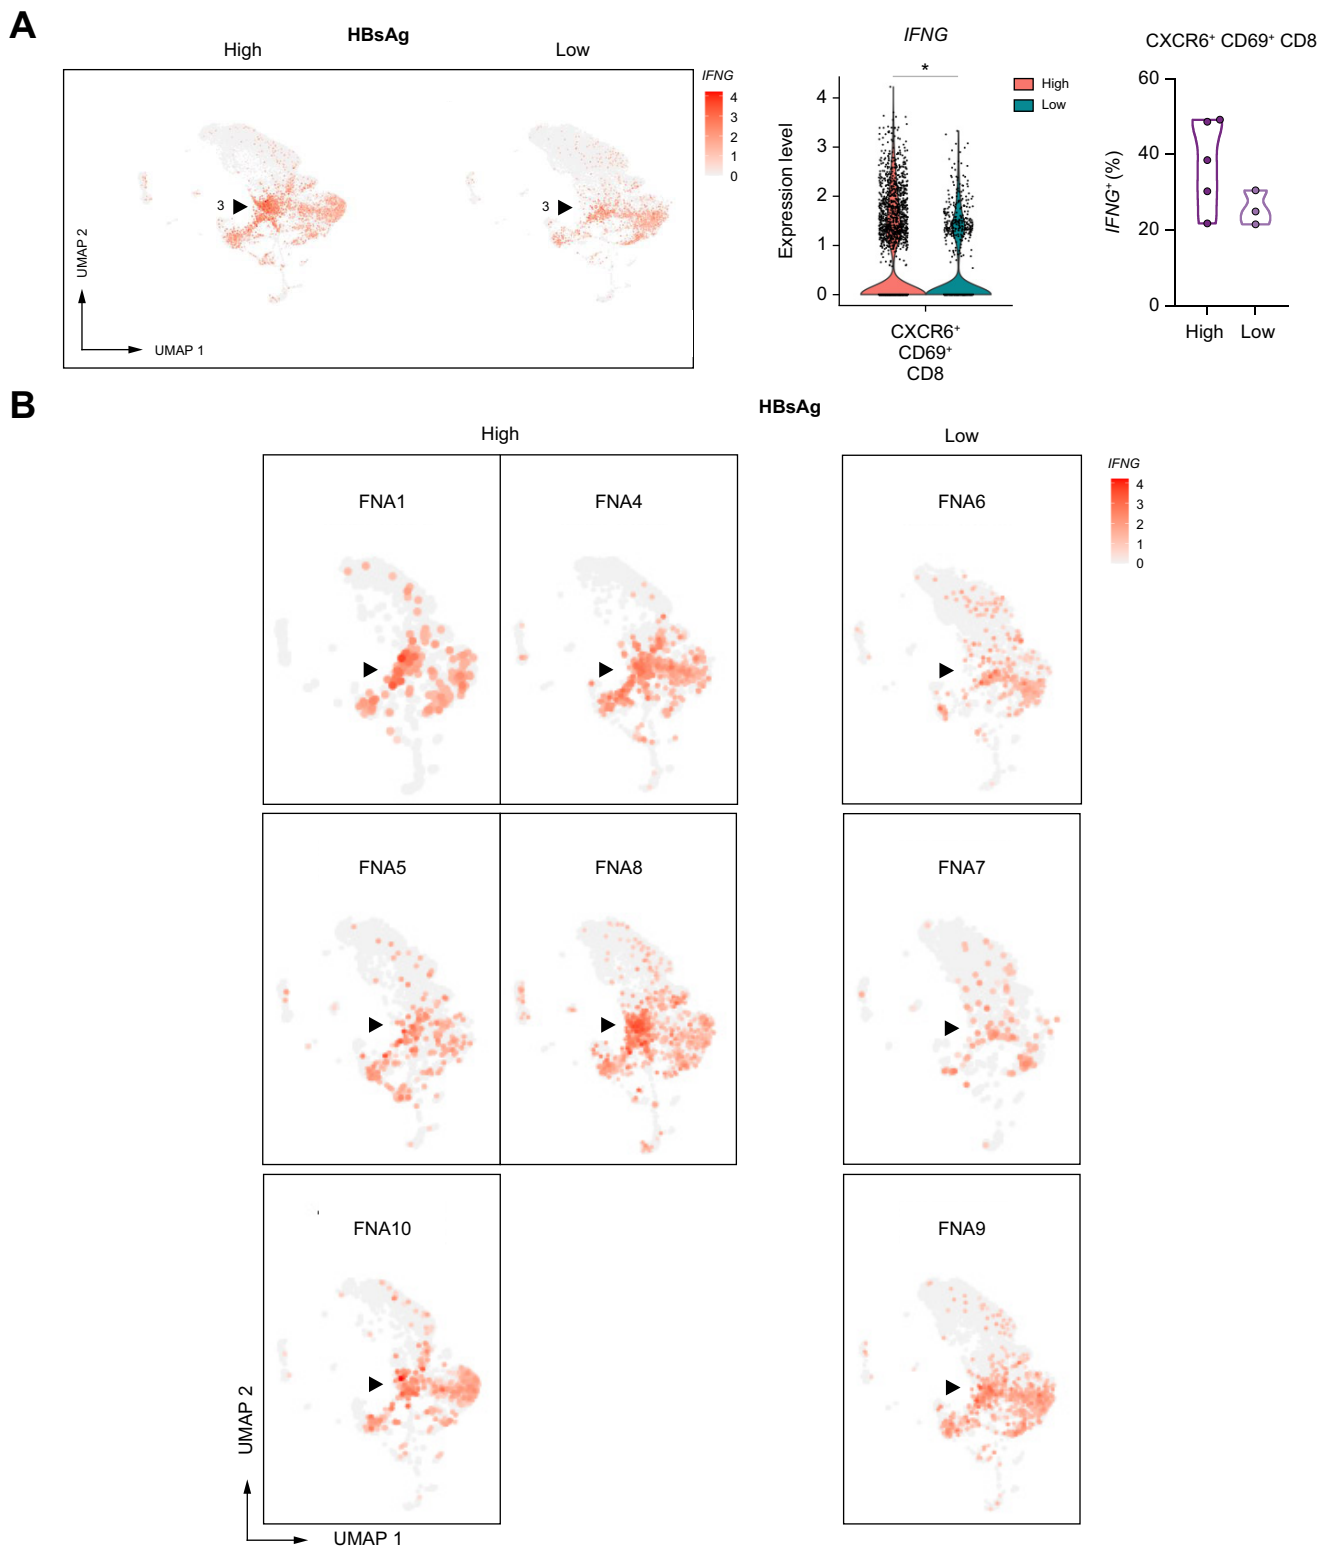 A
HBsAg
High
Low
IFNG
4
3
2
1
0
3
3
UMAP 2
UMAP 1
IFNG
*
High
Low
Expression level
4
3
2
1
0
CXCR6+
CD69+
CD8
CXCR6+ CD69+ CD8
IFNG+ (%)
60
40
20
0
High
Low
B
HBsAg
High
Low
IFNG
4
3
2
1
0
FNA1
FNA4
FNA6
FNA5
FNA8
FNA7
FNA10
FNA9
UMAP 2
UMAP 1